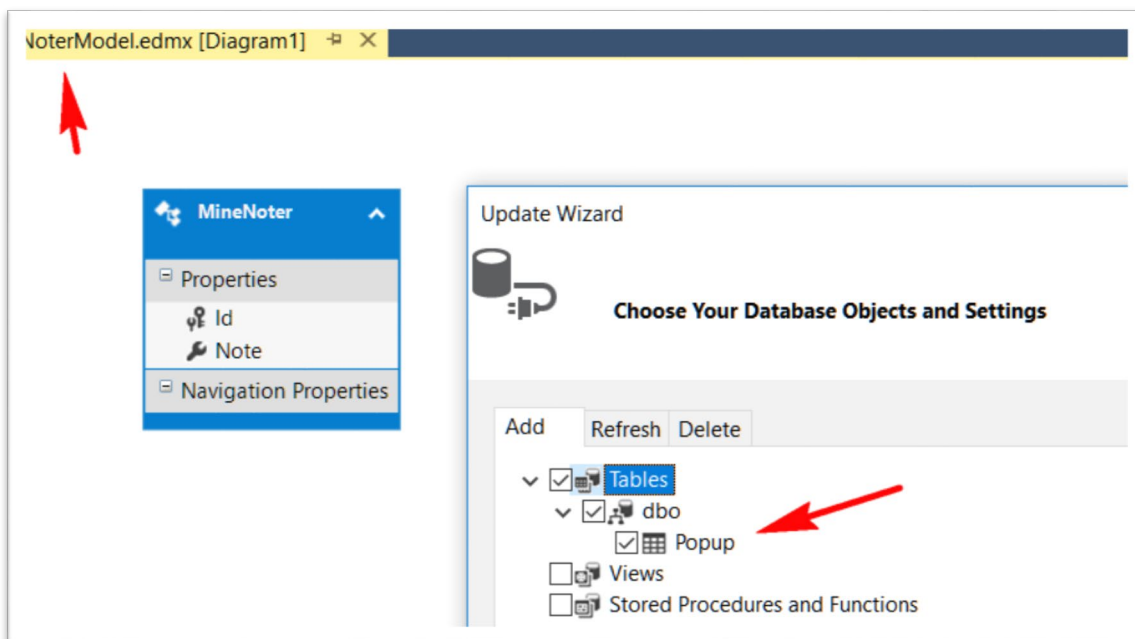 NoterModel.edmx [Diagram1]
MineNoter
Properties
Id
Note
Navigation Properties
Update Wizard
Choose Your Database Objects and Settings
Add Refresh Delete
Tables
dbo
Popup
Views
Stored Procedures and Functions